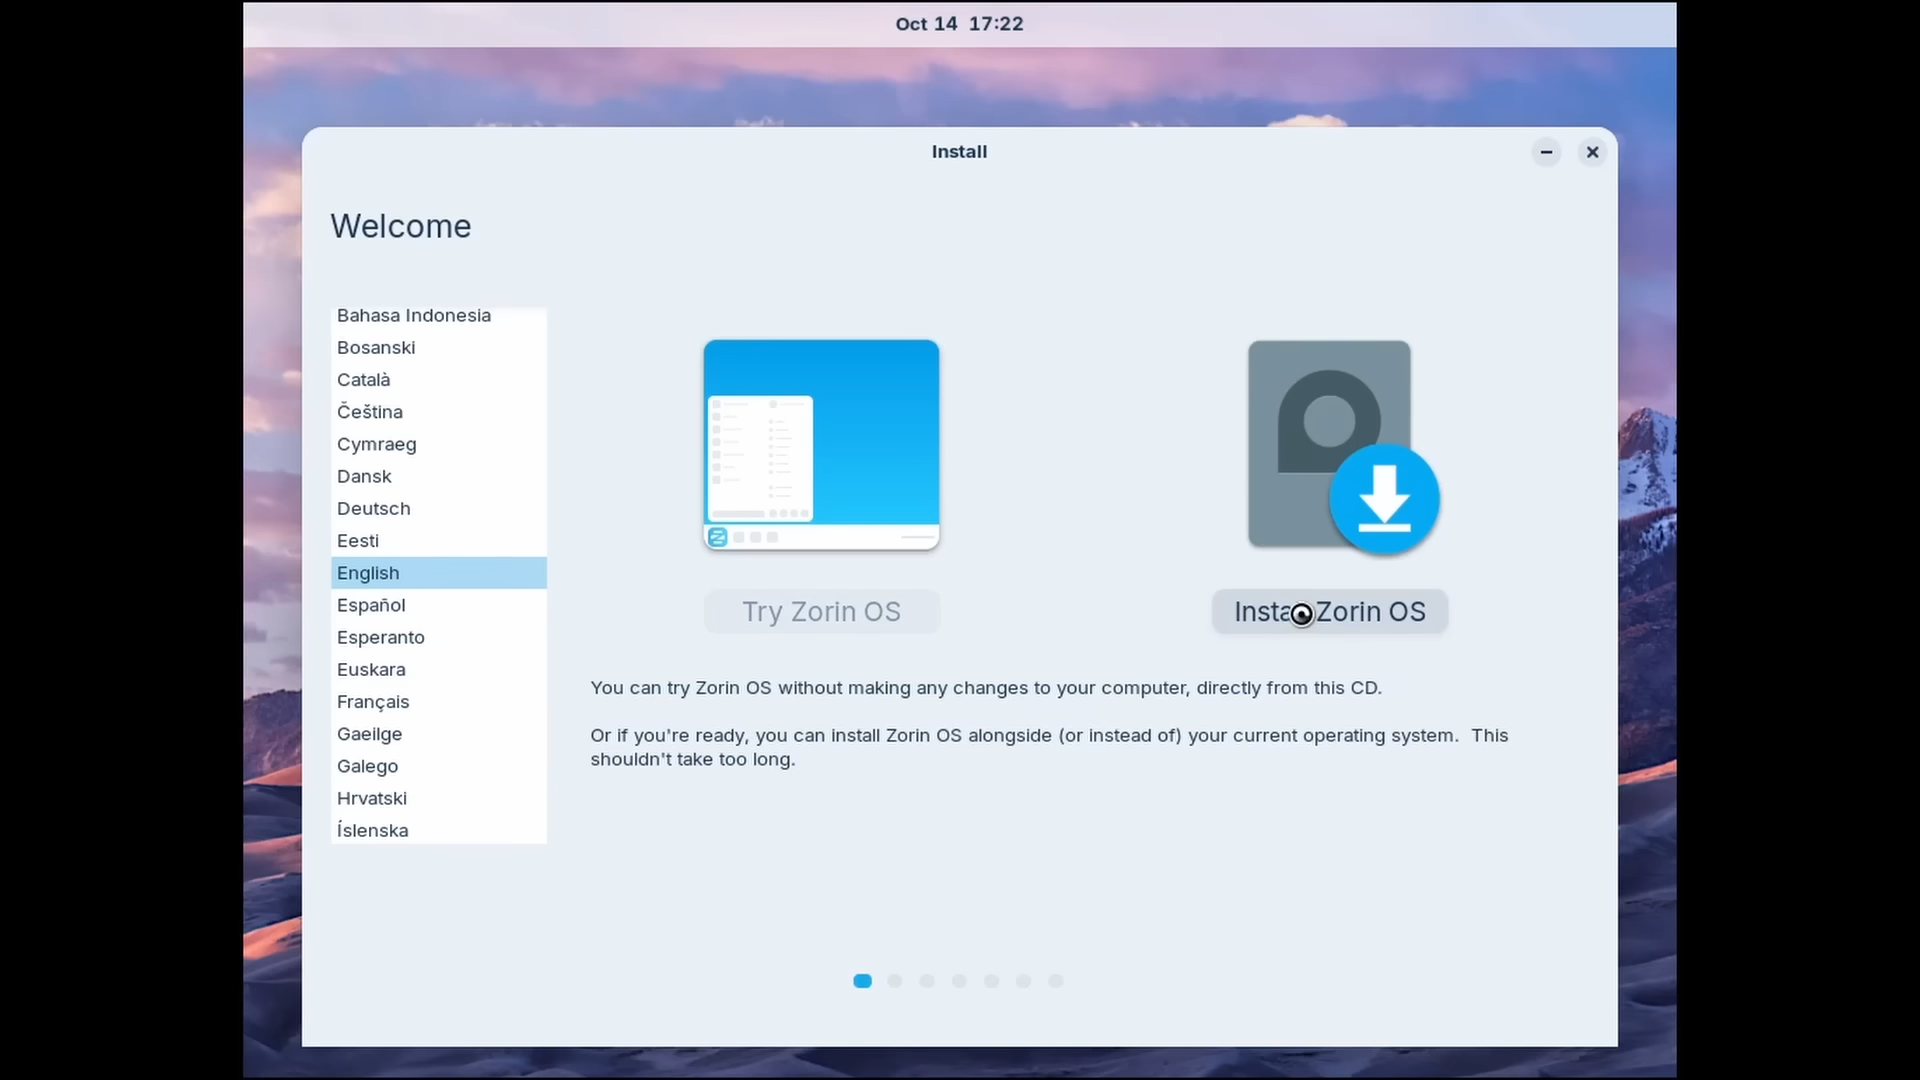 Oct 14 17:22
Install
Welcome
Bahasa Indonesia
Bosanski
Català
Čeština
Cymraeg
Dansk
Deutsch
Eesti
English
Español
Esperanto
Euskara
Français
Gaeilge
Galego
Hrvatski
Íslenska
Try Zorin OS
Install Zorin OS
You can try Zorin OS without making any changes to your computer, directly from this CD.
Or if you're ready, you can install Zorin OS alongside (or instead of) your current operating system.  This
shouldn't take too long.